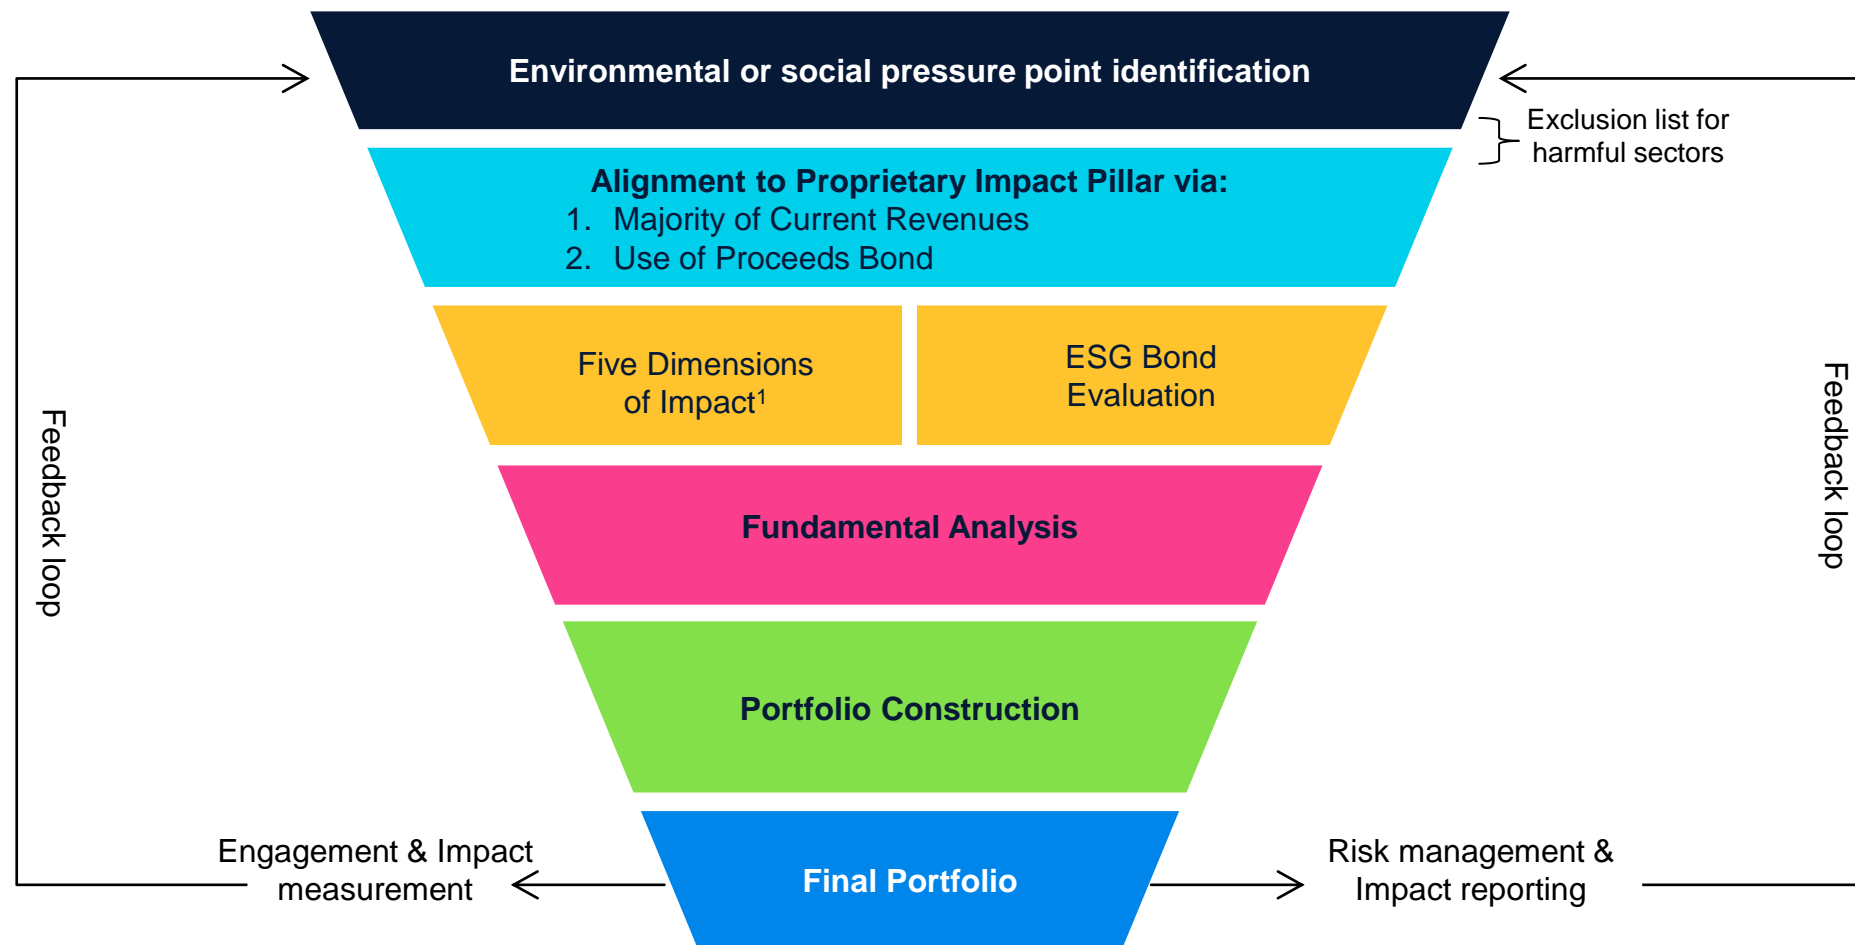 Environmental or social pressure point identification
Exclusion list for
harmful sectors
Alignment to Proprietary Impact Pillar via:
1. Majority of Current Revenues
2. Use of Proceeds Bond
Five Dimensions
of Impact¹
ESG Bond
Evaluation
Fundamental Analysis
Portfolio Construction
Final Portfolio
Engagement & Impact
measurement
Risk management &
Impact reporting
Feedback loop
Feedback loop